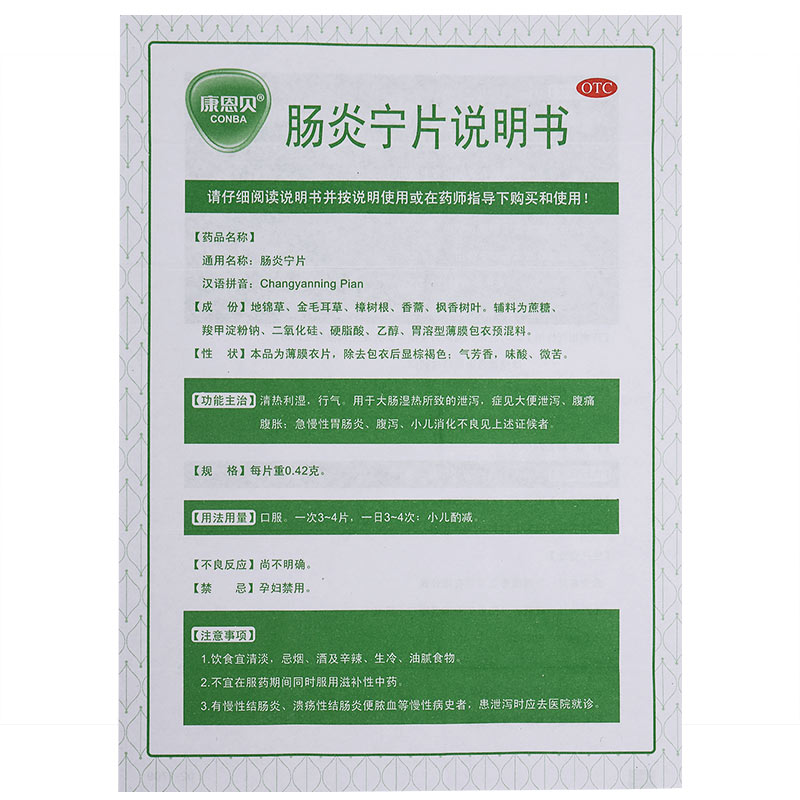 康恩贝®
CONBA
OTC
肠炎宁片说明书
请仔细阅读说明书并按说明使用或在药师指导下购买和使用！
【药品名称】
通用名称：肠炎宁片
汉语拼音：Changyanning Pian
【成 份】地锦草、金毛耳草、樟树根、香薷、枫香树叶。辅料为蔗糖、
羧甲淀粉钠、二氧化硅、硬脂酸、乙醇、胃溶型薄膜包衣预混料。
【性 状】本品为薄膜衣片，除去包衣后显棕褐色；气芳香，味酸、微苦。
【功能主治】清热利湿，行气。用于大肠湿热所致的泄泻，症见大便泄泻、腹痛
腹胀；急慢性胃肠炎、腹泻、小儿消化不良见上述证候者。
【规 格】每片重0.42克。
【用法用量】口服。一次3~4片，一日3~4次；小儿酌减。
【不良反应】尚不明确。
【禁 忌】孕妇禁用。
【注意事项】
1.饮食宜清淡，忌烟、酒及辛辣、生冷、油腻食物。
2.不宜在服药期间同时服用滋补性中药。
3.有慢性结肠炎、溃疡性结肠炎便脓血等慢性病史者，患泄泻时应去医院就诊。